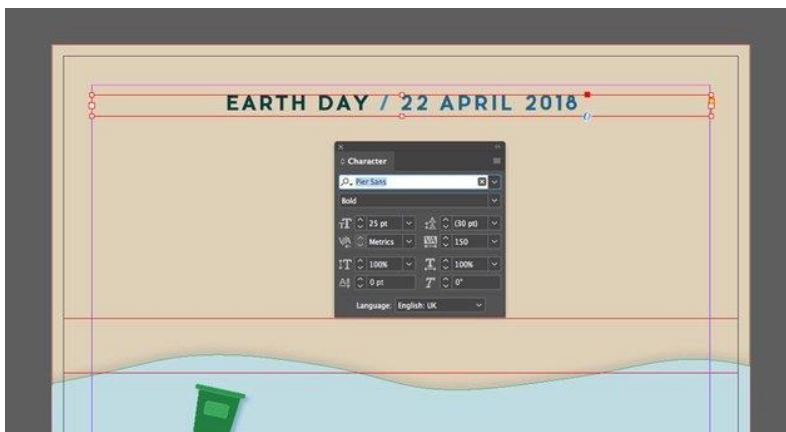 EARTH DAY / 22 APRIL 2018
Character
Pier Sans
Bold
25 pt (30 pt)
Metrics 150
100% 100%
0 pt 0°
Language: English: UK